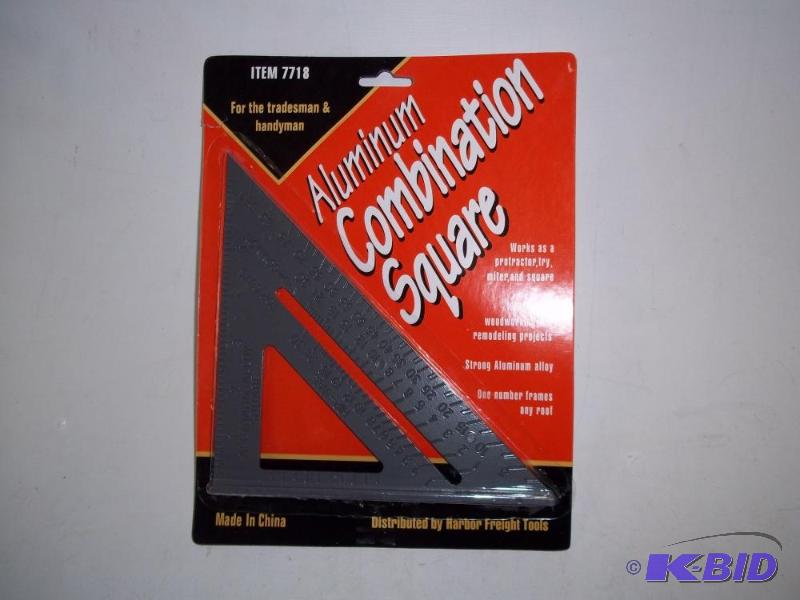 ITEM 7718
For the tradesman &
handyman
Aluminum
Combination
Square
Works as a
protractor,try,
miter,and square
remodeling projects
Strong Aluminum alloy
One number frames
any roof
Made In China
Distributed by Harbor Freight Tools
© K-BID